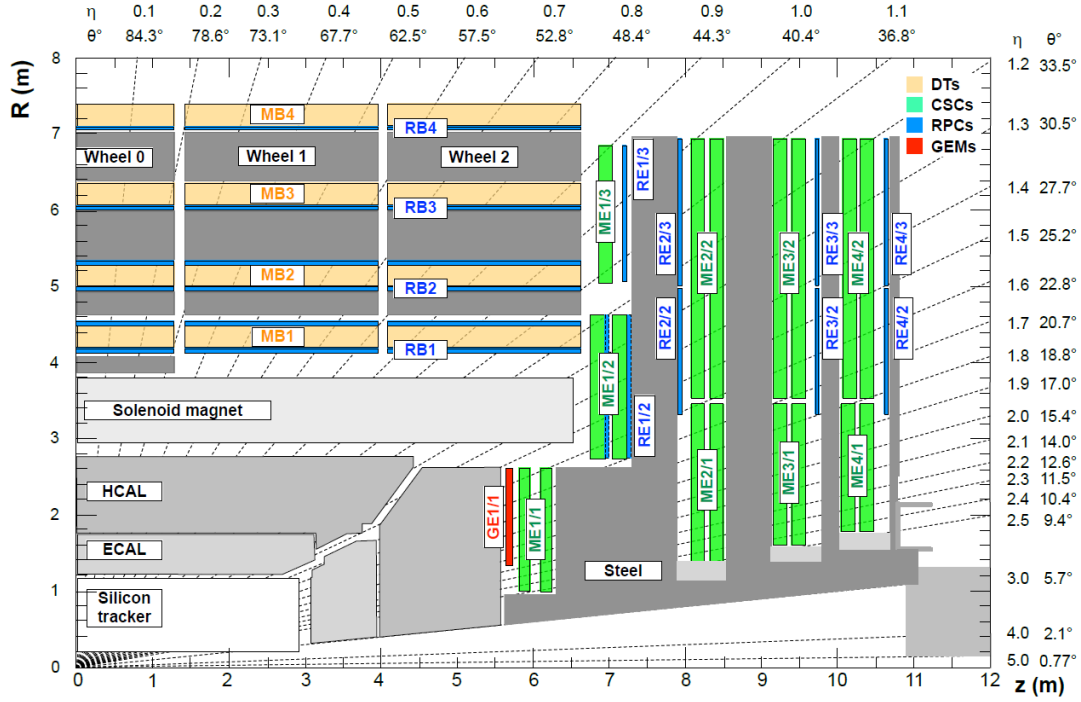 η 0.1 0.2 0.3 0.4 0.5 0.6 0.7 0.8 0.9 1.0 1.1
θ° 84.3° 78.6° 73.1° 67.7° 62.5° 57.5° 52.8° 48.4° 44.3° 40.4° 36.8°
η θ°
1.2 33.5°
1.3 30.5°
1.4 27.7°
1.5 25.2°
1.6 22.8°
1.7 20.7°
1.8 18.8°
1.9 17.0°
2.0 15.4°
2.1 14.0°
2.2 12.6°
2.3 11.5°
2.4 10.4°
2.5 9.4°
3.0 5.7°
4.0 2.1°
5.0 0.77°
R (m)
8
7
6
5
4
3
2
1
0
DTs
CSCs
RPCs
GEMs
MB4
RB4
Wheel 0
Wheel 1
Wheel 2
MB3
RB3
MB2
RB2
MB1
RB1
Solenoid magnet
HCAL
ECAL
Silicon
tracker
Steel
GE1/1
ME1/1
ME1/2
RE1/2
ME1/3
RE1/3
RE2/3
RE2/2
ME2/2
ME2/1
ME3/2
ME3/1
RE3/3
RE3/2
ME4/2
ME4/1
RE4/3
RE4/2
0 1 2 3 4 5 6 7 8 9 10 11 12
z (m)